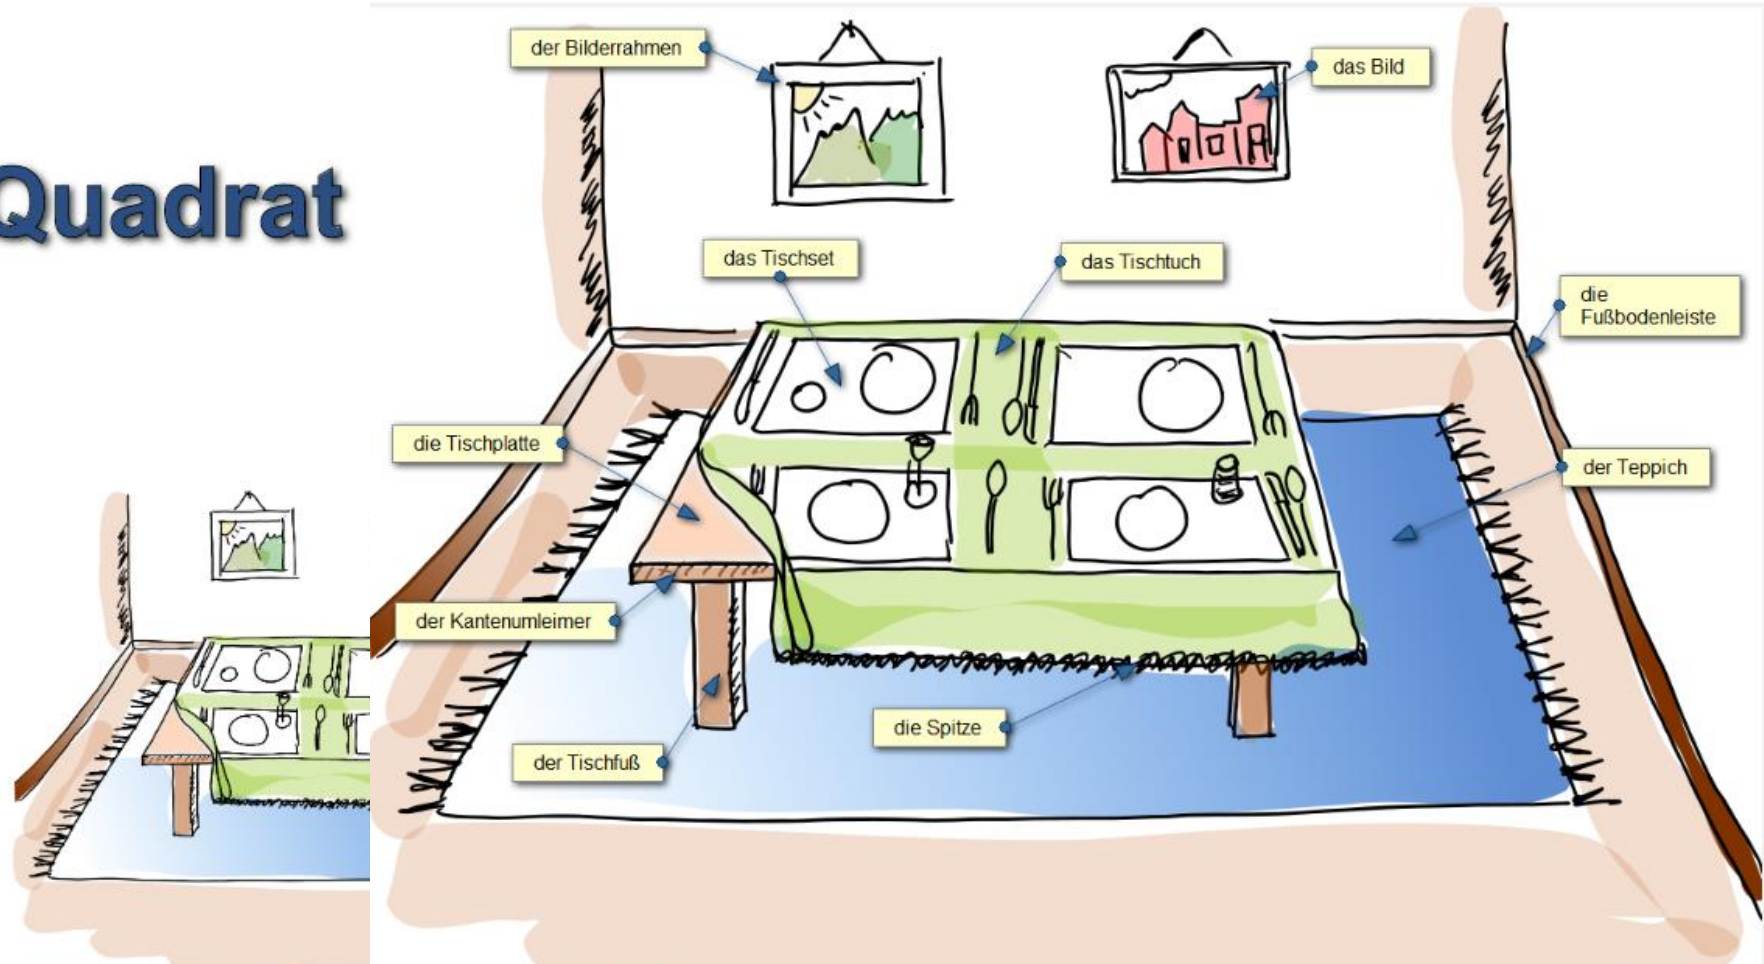 Quadrat
der Bilderrahmen
das Bild
das Tischset
das Tischtuch
die
Fußbodenleiste
die Tischplatte
der Teppich
der Kantenumleimer
die Spitze
der Tischfuß